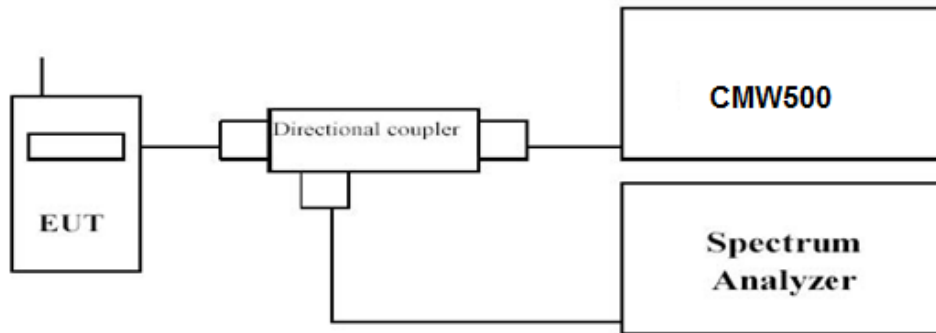 CMW500
Directional coupler
EUT
Spectrum
Analyzer